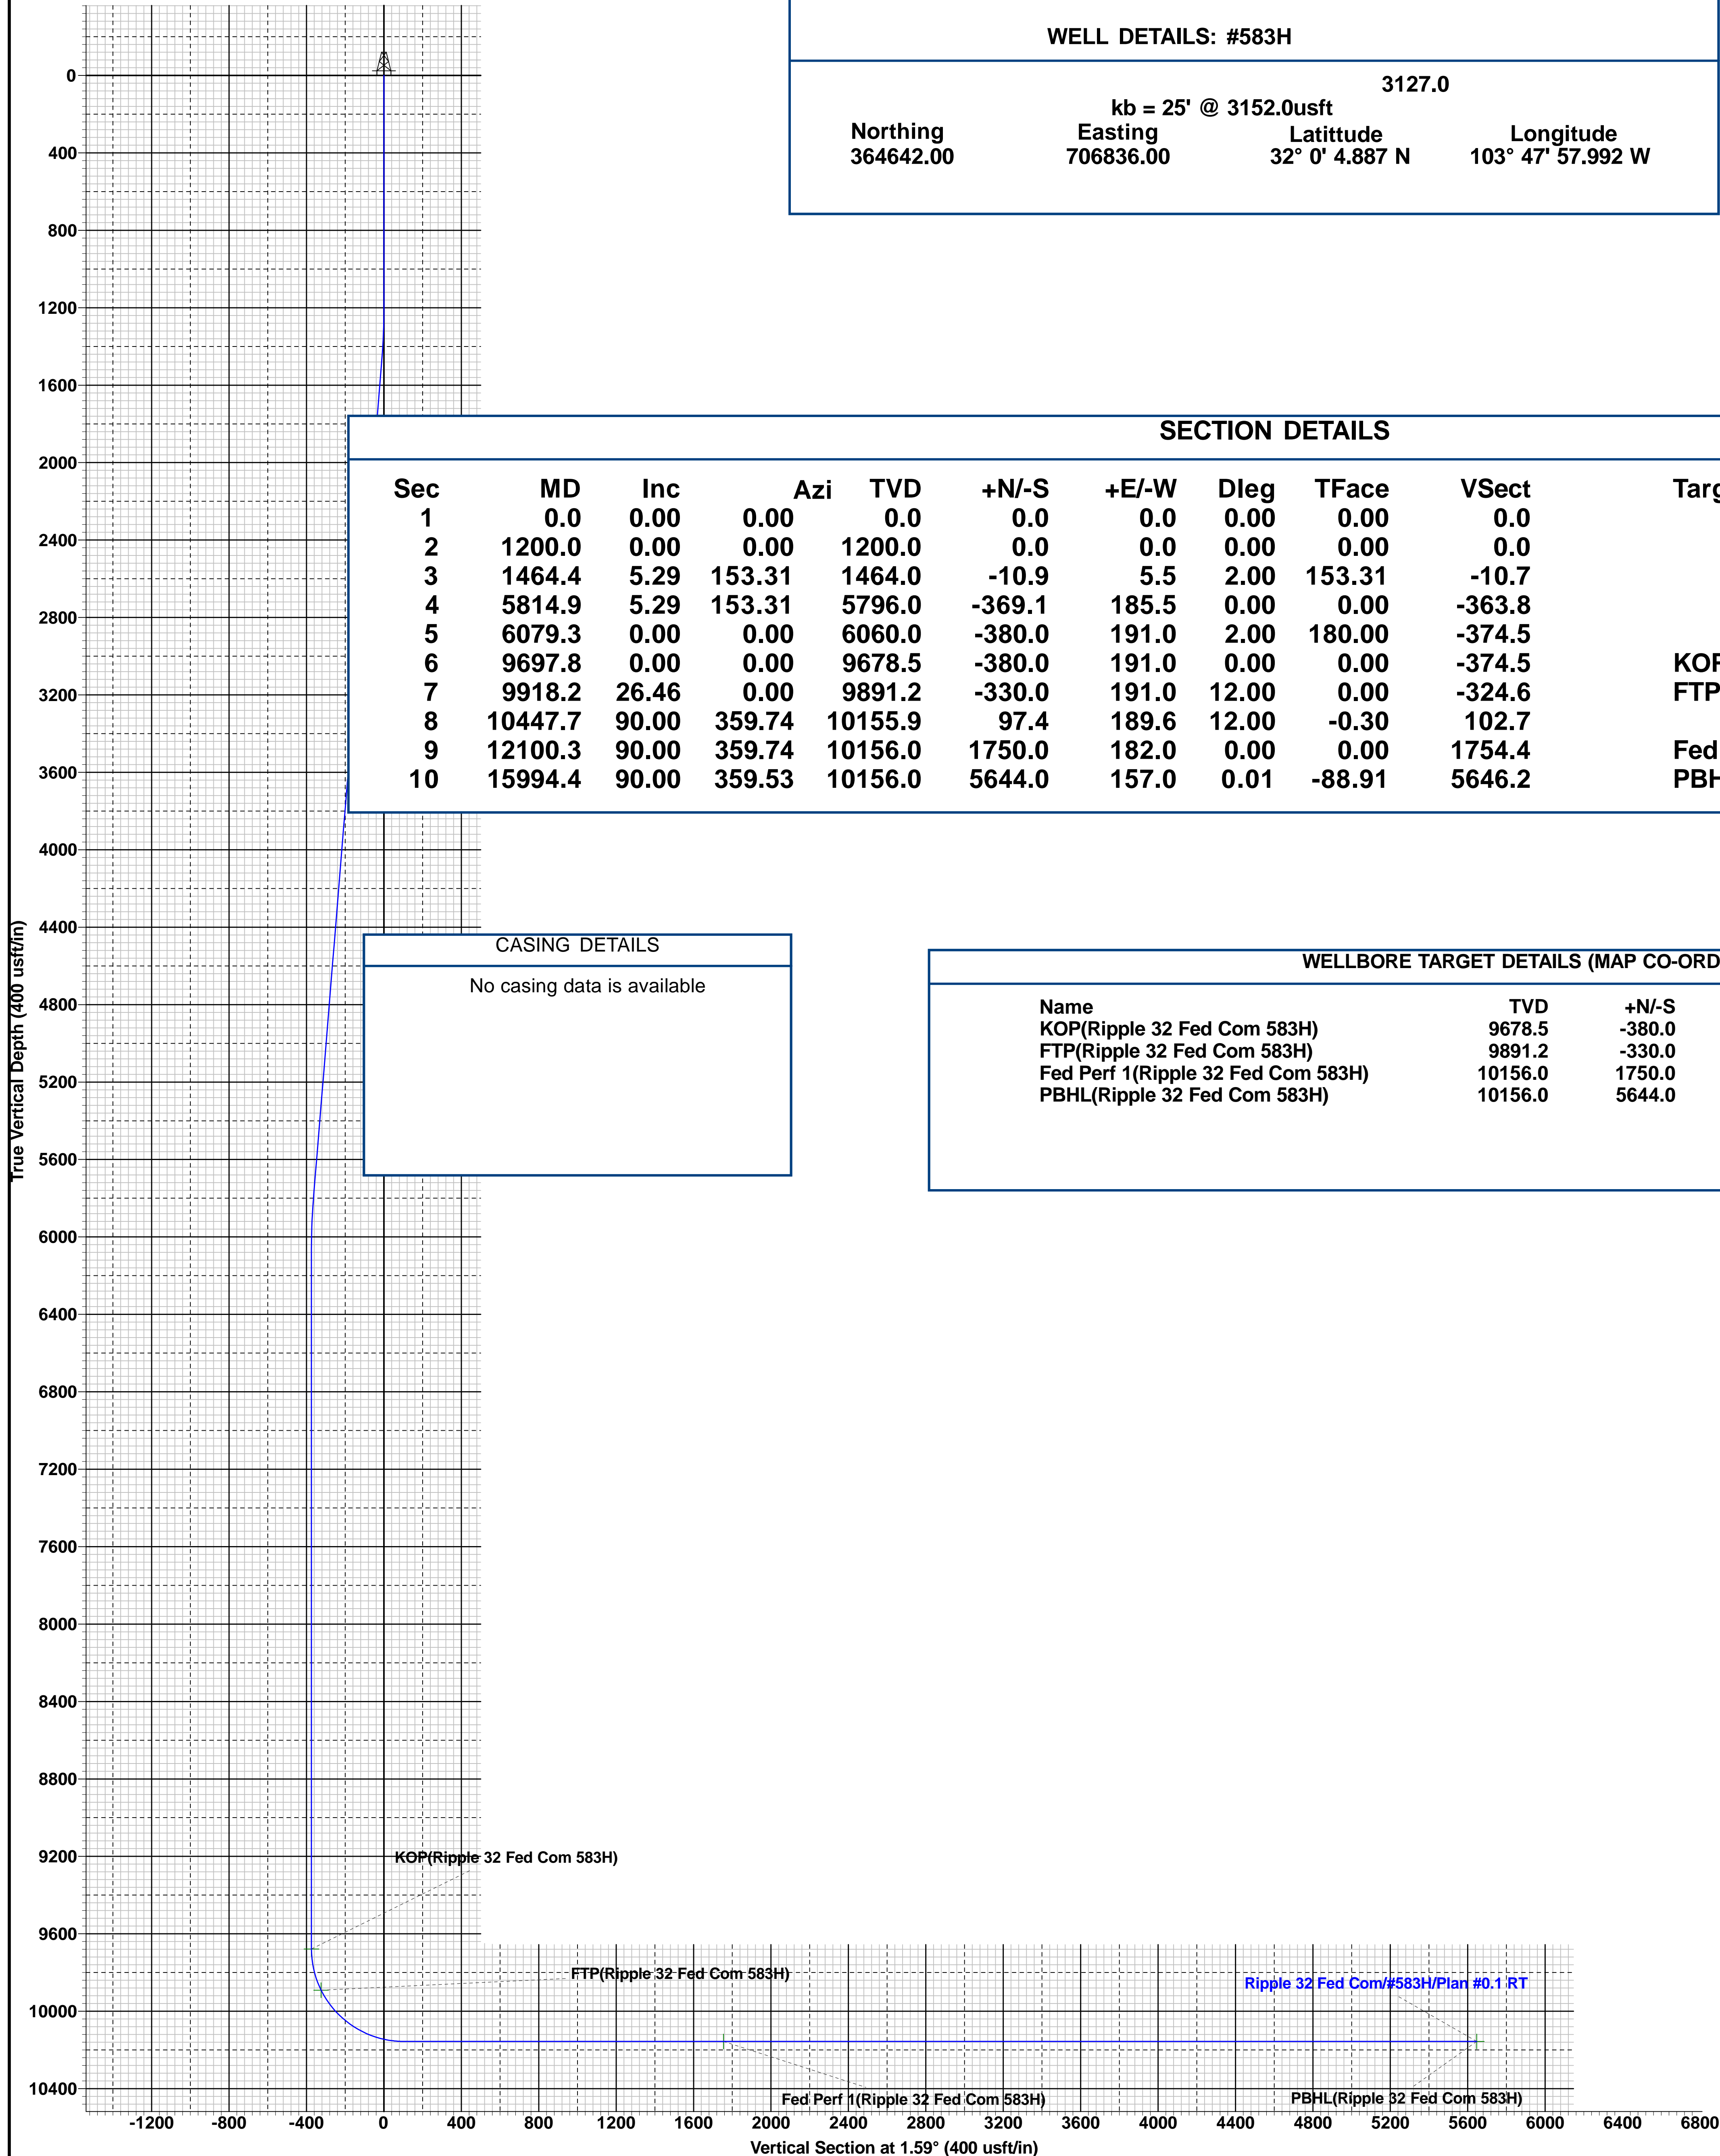 WELL DETAILS: #583H
3127.0
kb = 25' @ 3152.0usft
Northing Easting Latittude Longitude
364642.00 706836.00 32° 0' 4.887 N 103° 47' 57.992 W
SECTION DETAILS
Sec MD Inc Azi TVD +N/-S +E/-W Dleg TFace VSect Targ
1 0.0 0.00 0.00 0.0 0.0 0.0 0.00 0.00 0.0
2 1200.0 0.00 0.00 1200.0 0.0 0.0 0.00 0.00 0.0
3 1464.4 5.29 153.31 1464.0 -10.9 5.5 2.00 153.31 -10.7
4 5814.9 5.29 153.31 5796.0 -369.1 185.5 0.00 0.00 -363.8
5 6079.3 0.00 0.00 6060.0 -380.0 191.0 2.00 180.00 -374.5
6 9697.8 0.00 0.00 9678.5 -380.0 191.0 0.00 0.00 -374.5 KOP
7 9918.2 26.46 0.00 9891.2 -330.0 191.0 12.00 0.00 -324.6 FTP
8 10447.7 90.00 359.74 10155.9 97.4 189.6 12.00 -0.30 102.7
9 12100.3 90.00 359.74 10156.0 1750.0 182.0 0.00 0.00 1754.4 Fed
10 15994.4 90.00 359.53 10156.0 5644.0 157.0 0.01 -88.91 5646.2 PBH
CASING DETAILS
No casing data is available
WELLBORE TARGET DETAILS (MAP CO-ORD
Name TVD +N/-S
KOP(Ripple 32 Fed Com 583H) 9678.5 -380.0
FTP(Ripple 32 Fed Com 583H) 9891.2 -330.0
Fed Perf 1(Ripple 32 Fed Com 583H) 10156.0 1750.0
PBHL(Ripple 32 Fed Com 583H) 10156.0 5644.0
True Vertical Depth (400 usft/in)
0
400
800
1200
1600
2000
2400
2800
3200
3600
4000
4400
4800
5200
5600
6000
6400
6800
7200
7600
8000
8400
8800
9200
9600
10000
10400
KOP(Ripple 32 Fed Com 583H)
FTP(Ripple 32 Fed Com 583H)
Ripple 32 Fed Com/#583H/Plan #0.1 RT
Fed Perf 1(Ripple 32 Fed Com 583H)
PBHL(Ripple 32 Fed Com 583H)
-1200 -800 -400 0 400 800 1200 1600 2000 2400 2800 3200 3600 4000 4400 4800 5200 5600 6000 6400 6800
Vertical Section at 1.59° (400 usft/in)